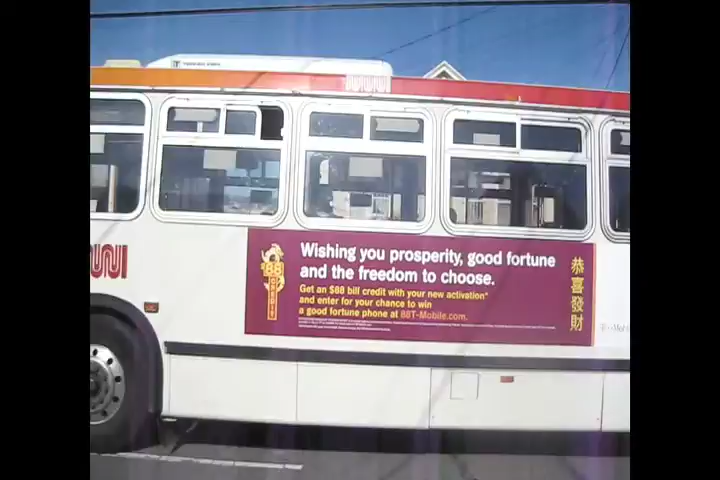 Wishing you prosperity, good fortune
and the freedom to choose.
Get an $88 bill credit with your new activation*
and enter for your chance to win
a good fortune phone at 88T-Mobile.com.
$88
CREDIT
恭喜發財